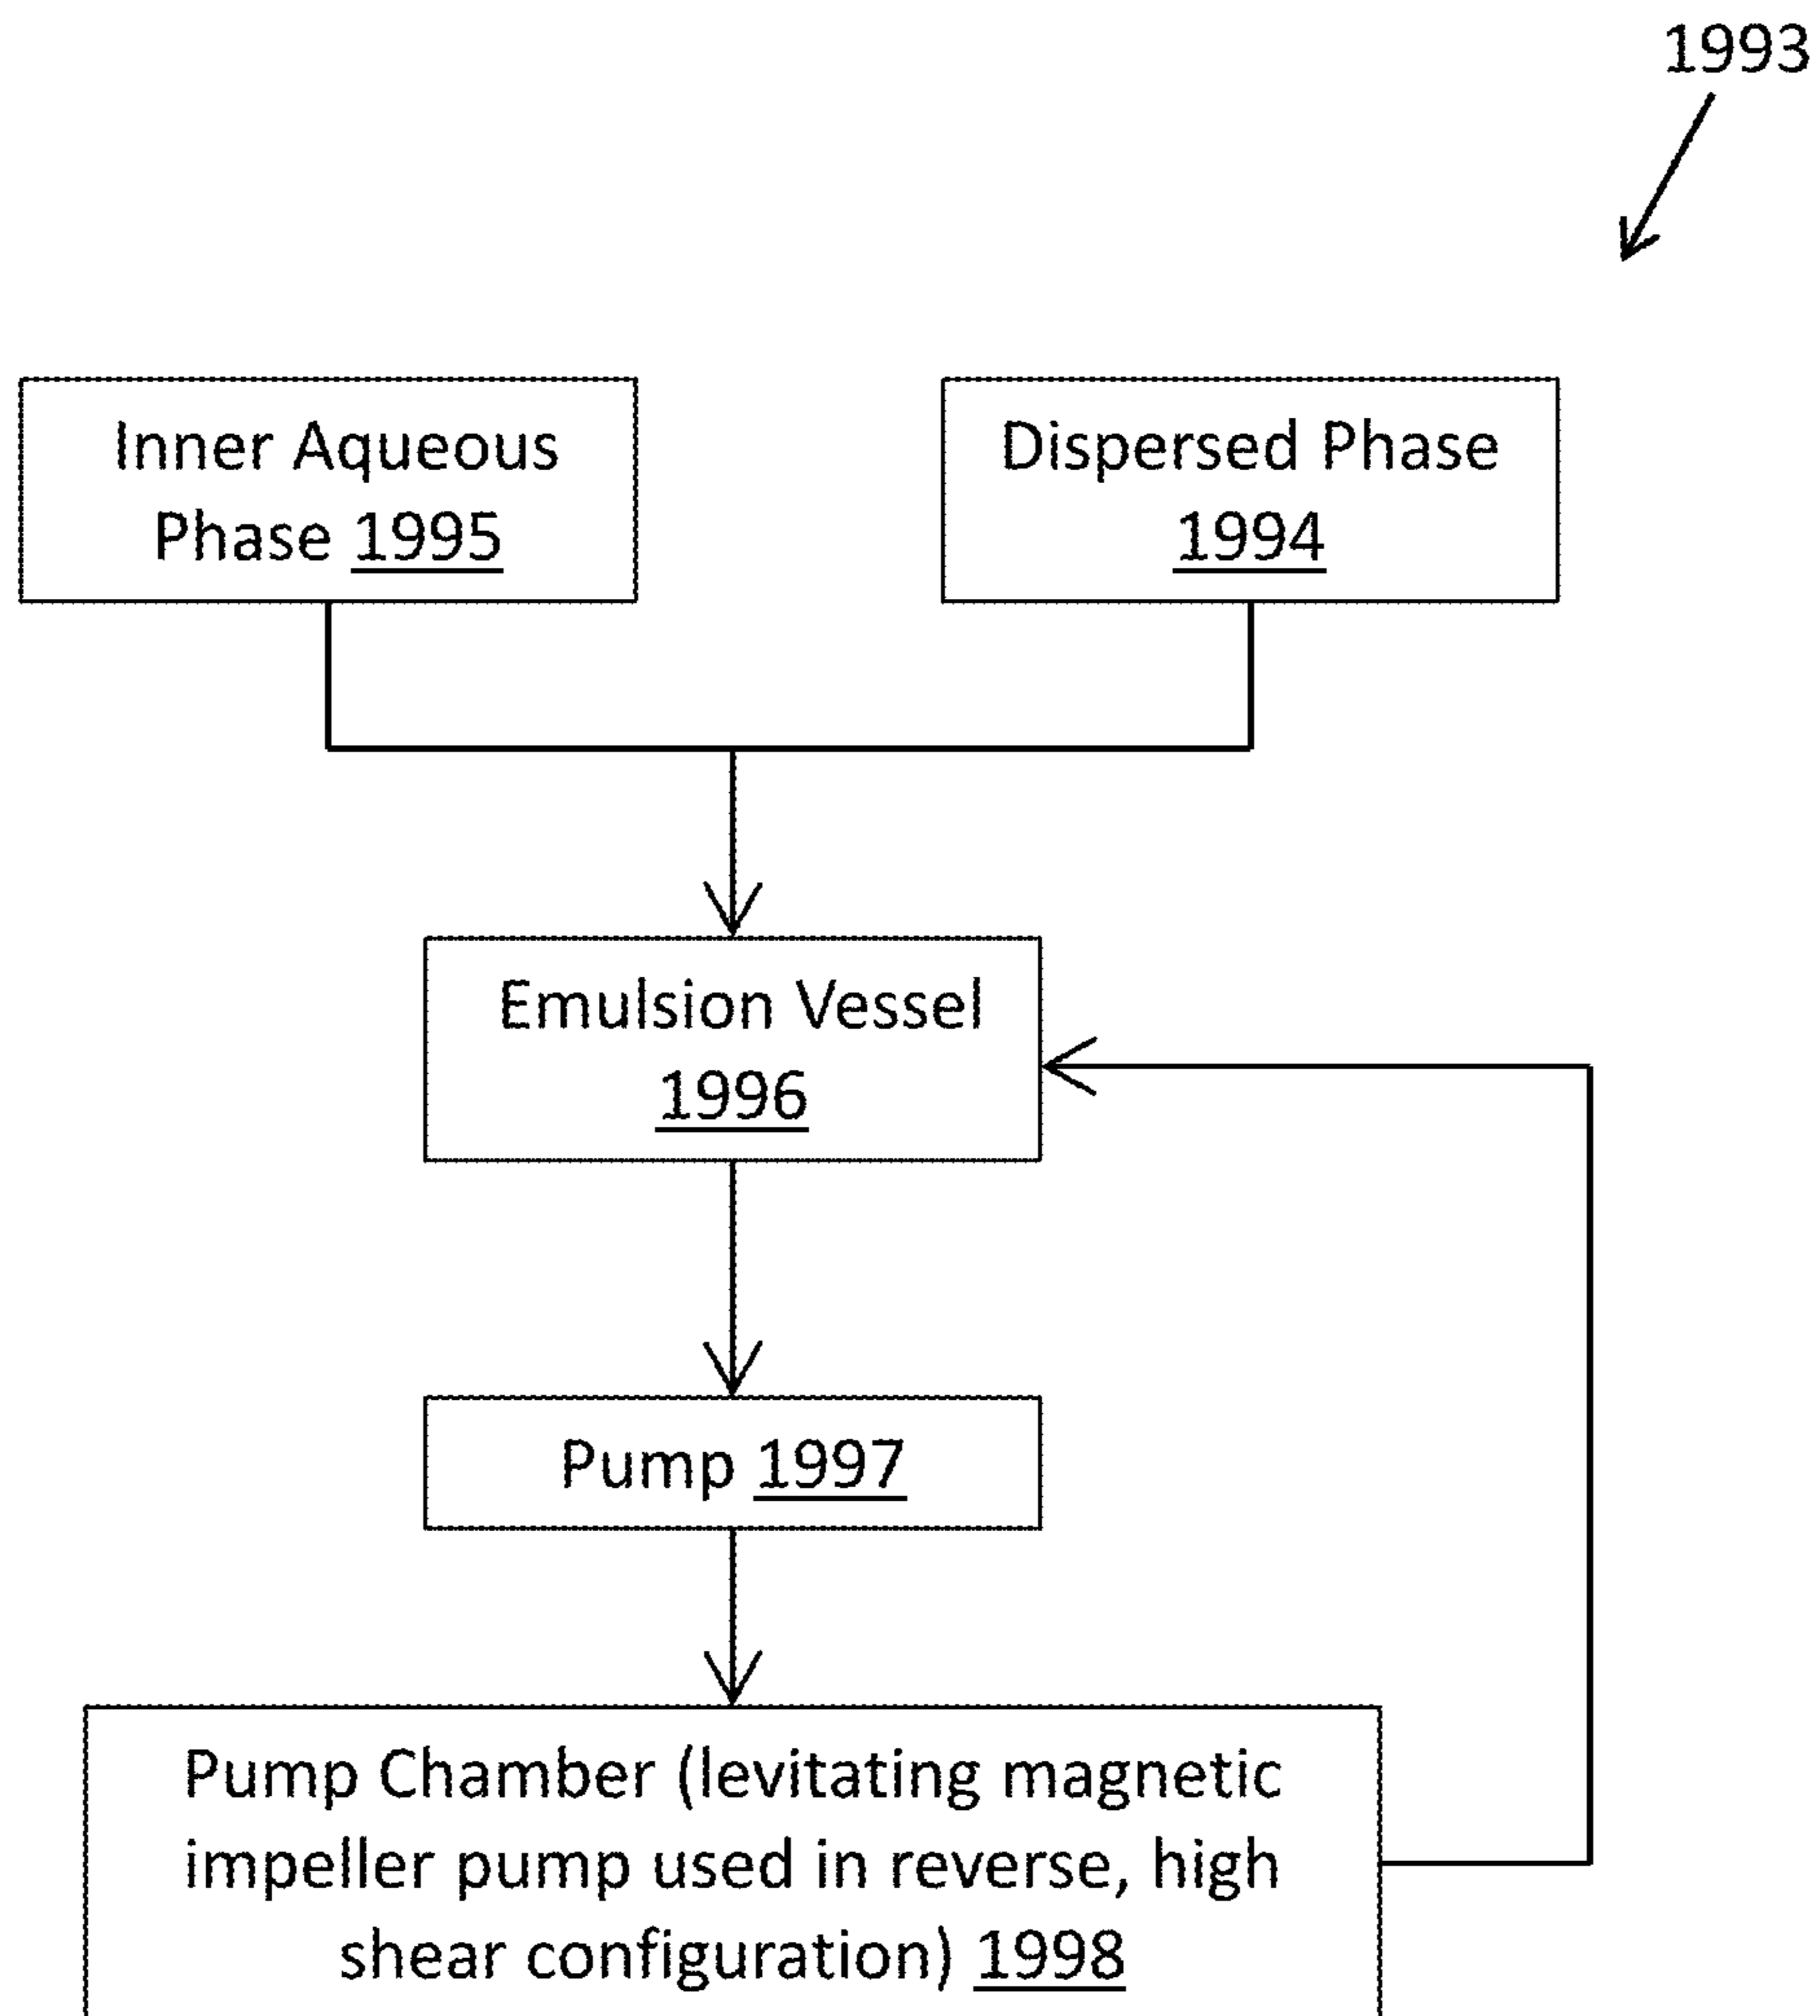 1993
Inner Aqueous
Phase 1995
Dispersed Phase
1994
Emulsion Vessel
1996
Pump 1997
Pump Chamber (levitating magnetic
impeller pump used in reverse, high
shear configuration) 1998